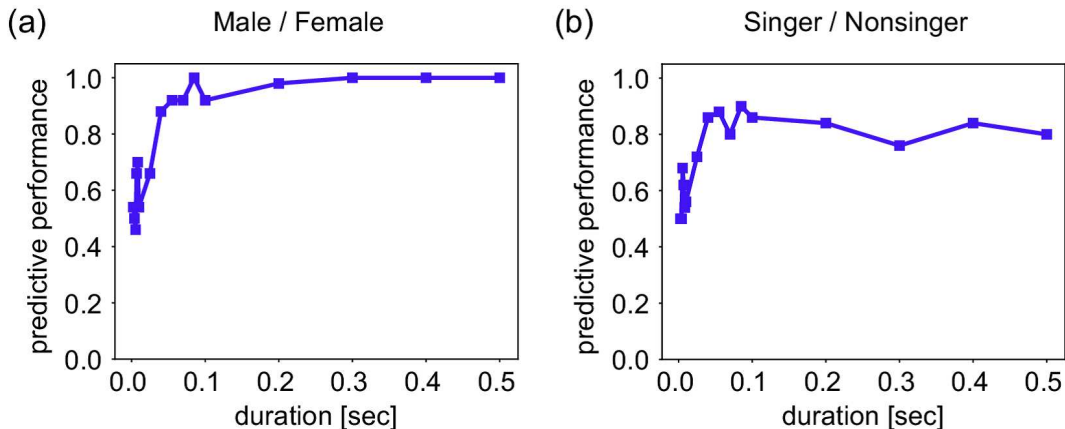 (a) Male / Female
predictive performance
1.0
0.8
0.6
0.4
0.2
0.0
0.0 0.1 0.2 0.3 0.4 0.5
duration [sec]
(b) Singer / Nonsinger
predictive performance
1.0
0.8
0.6
0.4
0.2
0.0
0.0 0.1 0.2 0.3 0.4 0.5
duration [sec]